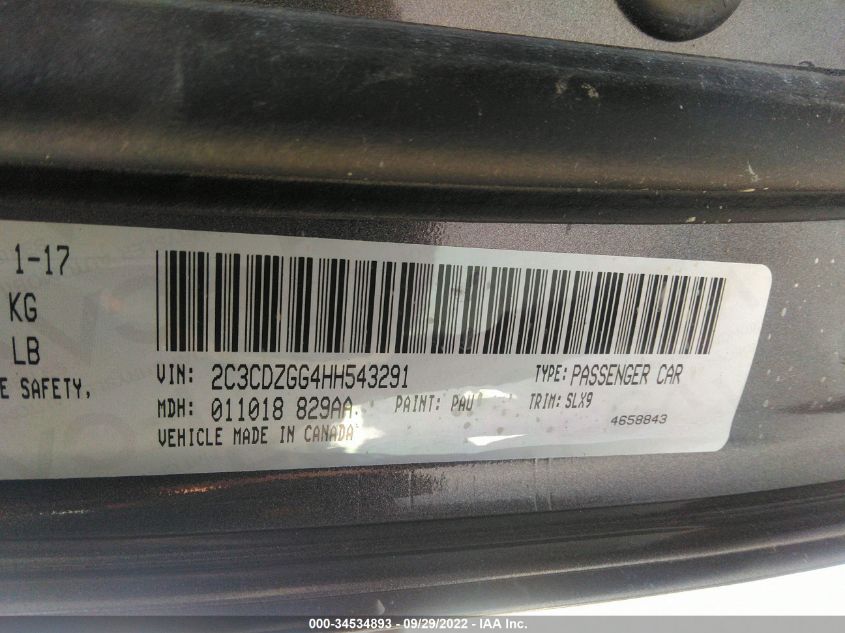 1-17
KG
LB
E SAFETY,
VIN: 2C3CDZGG4HH543291 TYPE: PASSENGER CAR
MDH: 011018 829AA PAINT: PAU TRIM: SLX9
VEHICLE MADE IN CANADA 4658843
000-34534893 - 09/29/2022 - IAA Inc.